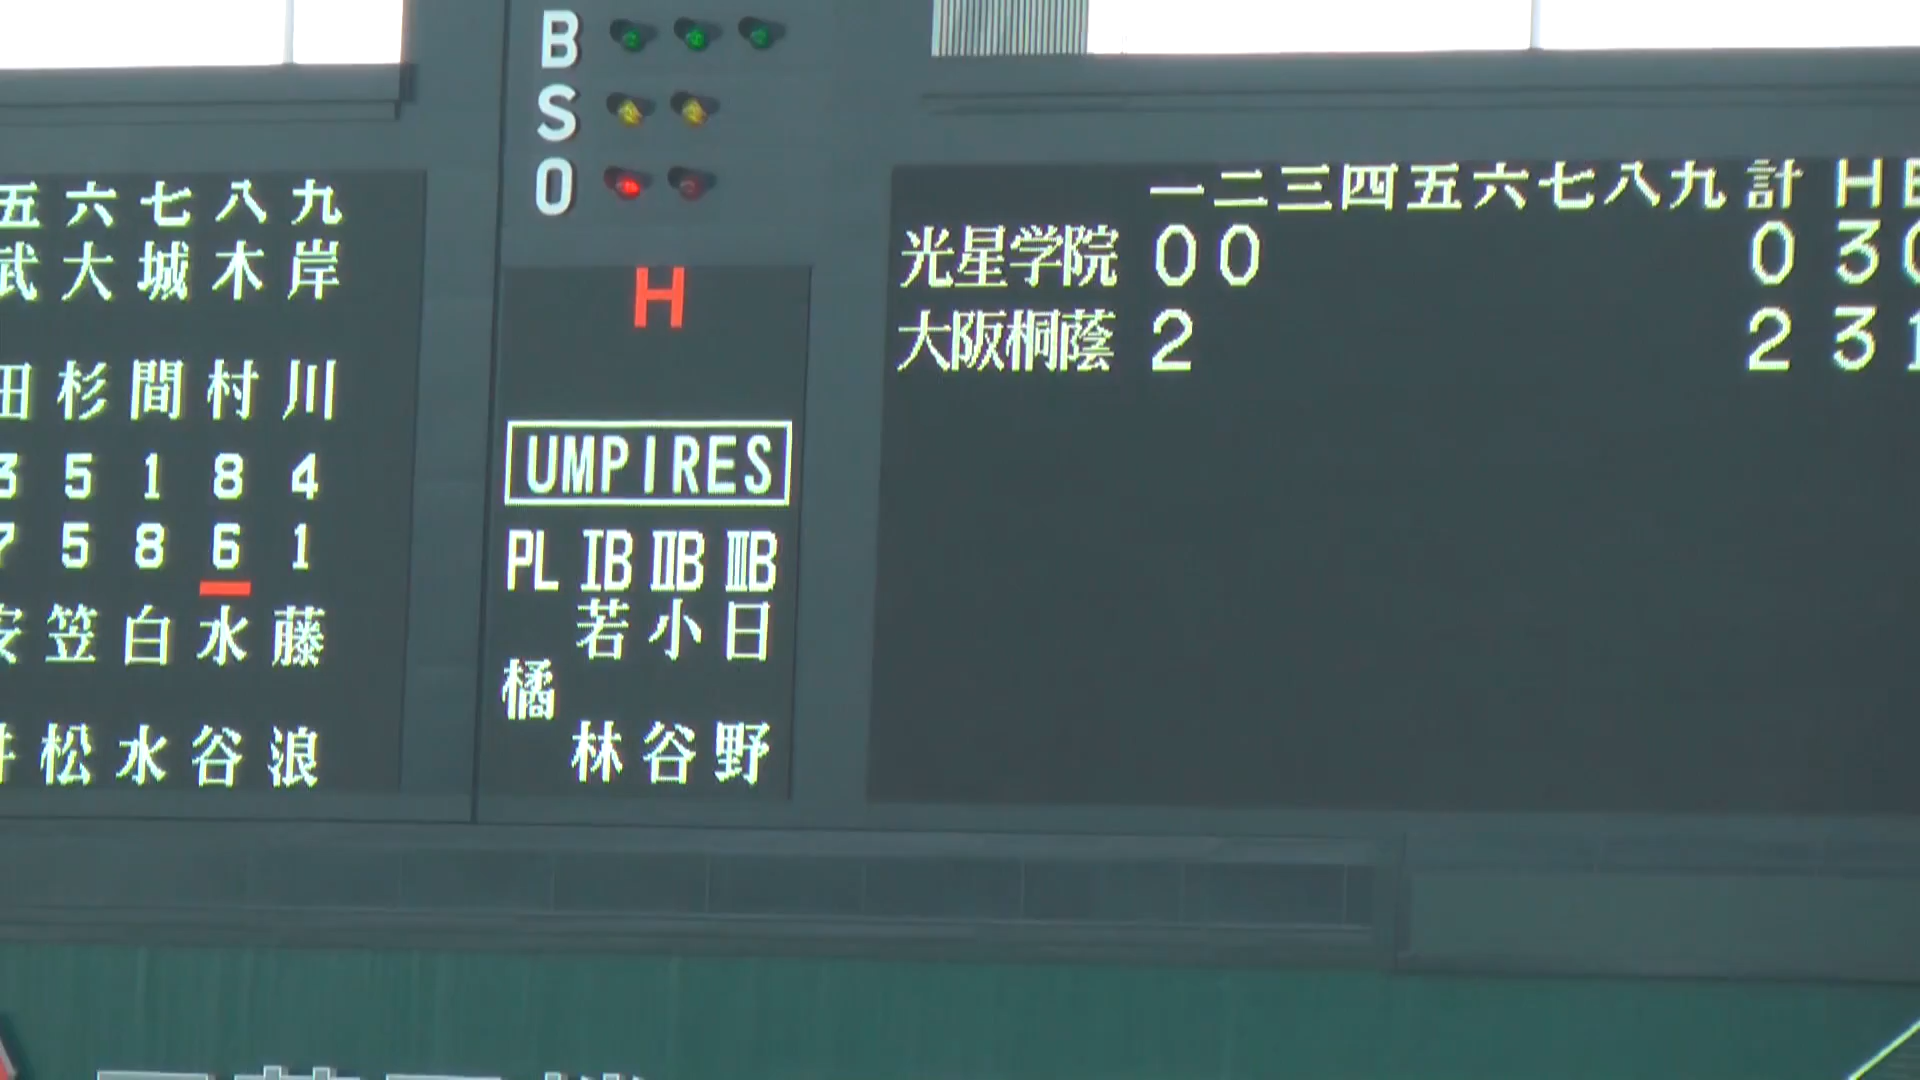 B
S
O
五 六 七 八 九
武 大 城 木 岸
田 杉 間 村 川
3 5 1 8 4
7 5 8 6 1
安 笠 白 水 藤
井 松 水 谷 浪
H
UMPIRES
PL ⅠB ⅡB ⅢB
橘 若林 小谷 日野
一 二 三 四 五 六 七 八 九 計 H
光星学院 0 0 0 3
大阪桐蔭 2 2 3 1